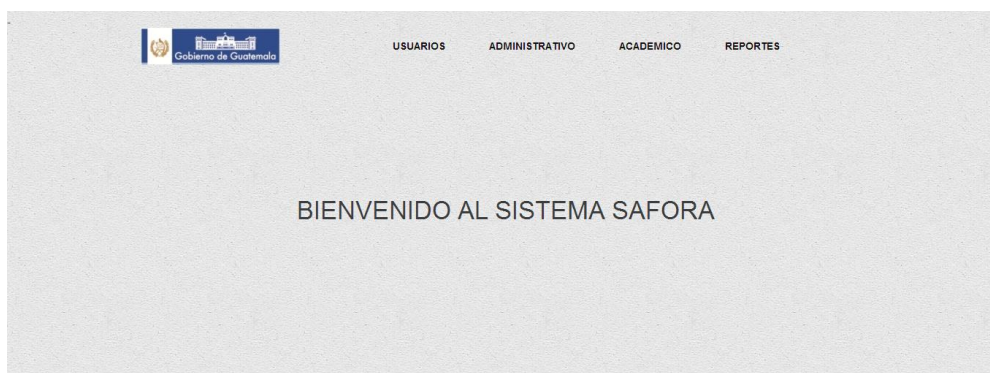 Gobierno de Guatemala
USUARIOS ADMINISTRATIVO ACADEMICO REPORTES
BIENVENIDO AL SISTEMA SAFORA